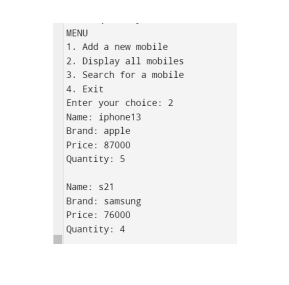 MENU
1. Add a new mobile
2. Display all mobiles
3. Search for a mobile
4. Exit
Enter your choice: 2
Name: iphone13
Brand: apple
Price: 87000
Quantity: 5
Name: s21
Brand: samsung
Price: 76000
Quantity: 4